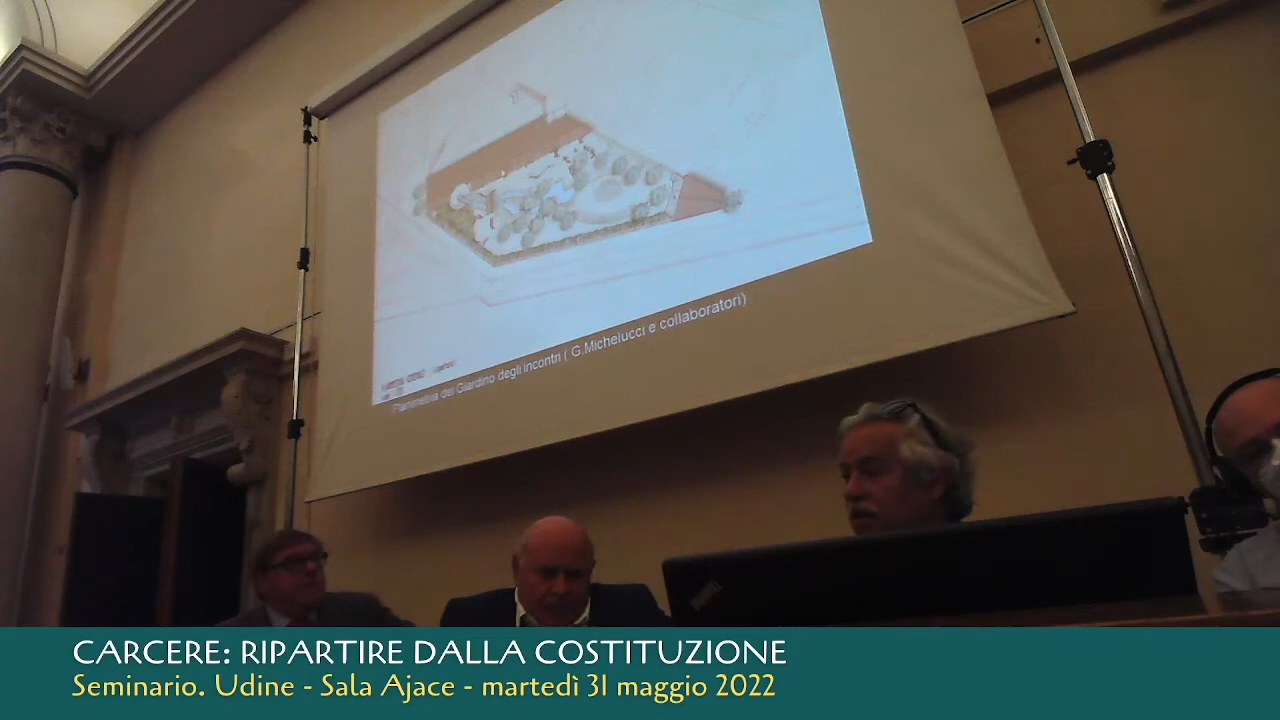 Planimetria del Giardino degli incontri ( G.Michelucci e collaboratori)
CARCERE: RIPARTIRE DALLA COSTITUZIONE
Seminario. Udine - Sala Ajace - martedì 31 maggio 2022